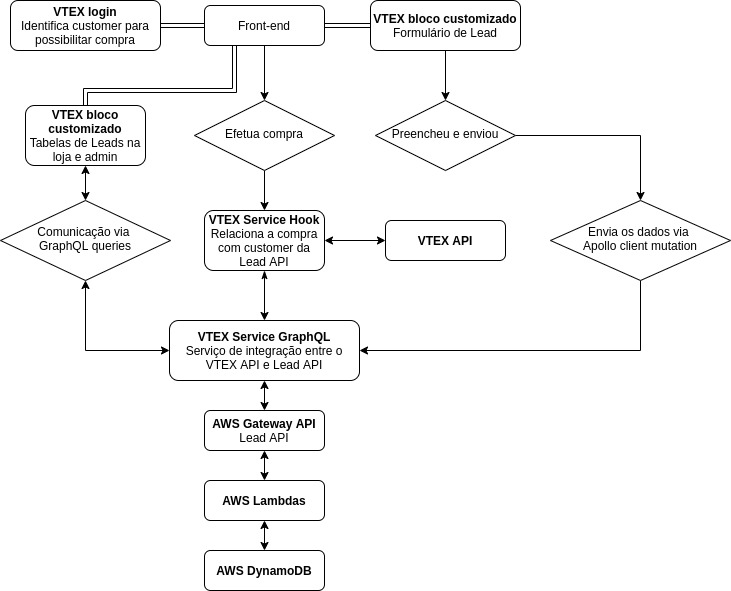 VTEX login
Identifica customer para
possibilitar compra
Front-end
VTEX bloco customizado
Formulário de Lead
VTEX bloco
customizado
Tabelas de Leads na
loja e admin
Efetua compra
Preencheu e enviou
Comunicação via
GraphQL queries
VTEX Service Hook
Relaciona a compra
com customer da
Lead API
VTEX API
Envia os dados via
Apollo client mutation
VTEX Service GraphQL
Serviço de integração entre o
VTEX API e Lead API
AWS Gateway API
Lead API
AWS Lambdas
AWS DynamoDB